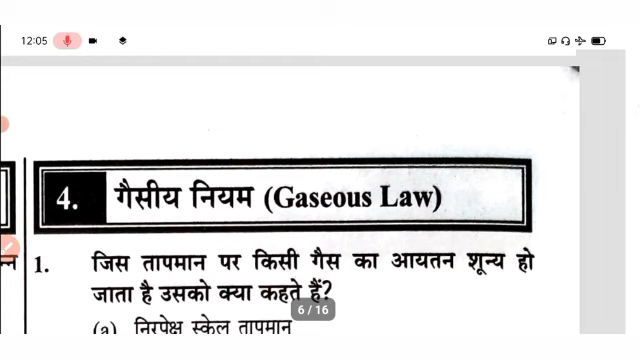 12:05
4. गैसीय नियम (Gaseous Law)
1. जिस तापमान पर किसी गैस का आयतन शून्य हो
जाता है उसको क्या कहते हैं?
6 / 16
(a) निरपेक्ष स्केल तापमान